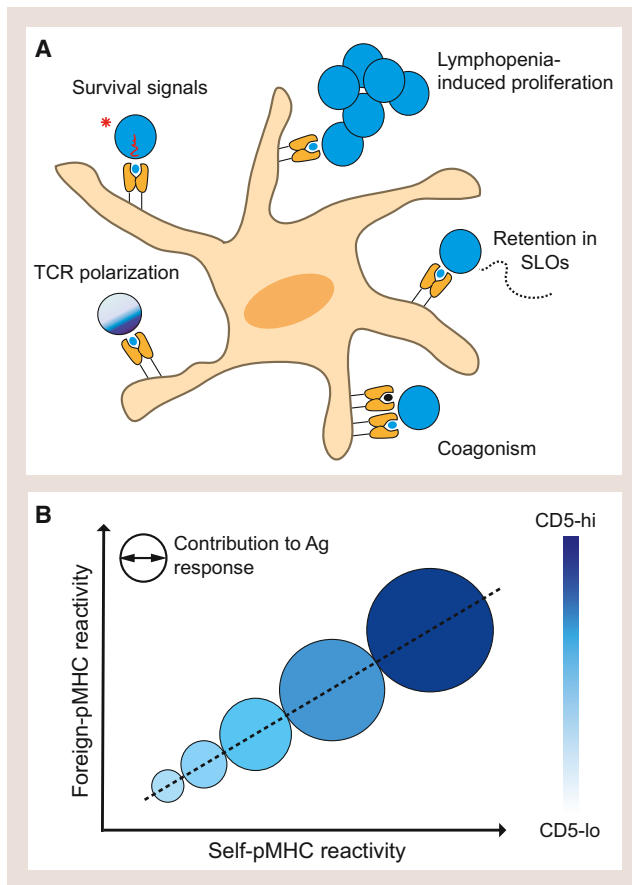 A
Survival signals
*
Lymphopenia-
induced proliferation
TCR polarization
Retention in
SLOs
Coagonism
B
Contribution to Ag
response
CD5-hi
CD5-lo
Foreign-pMHC reactivity
Self-pMHC reactivity